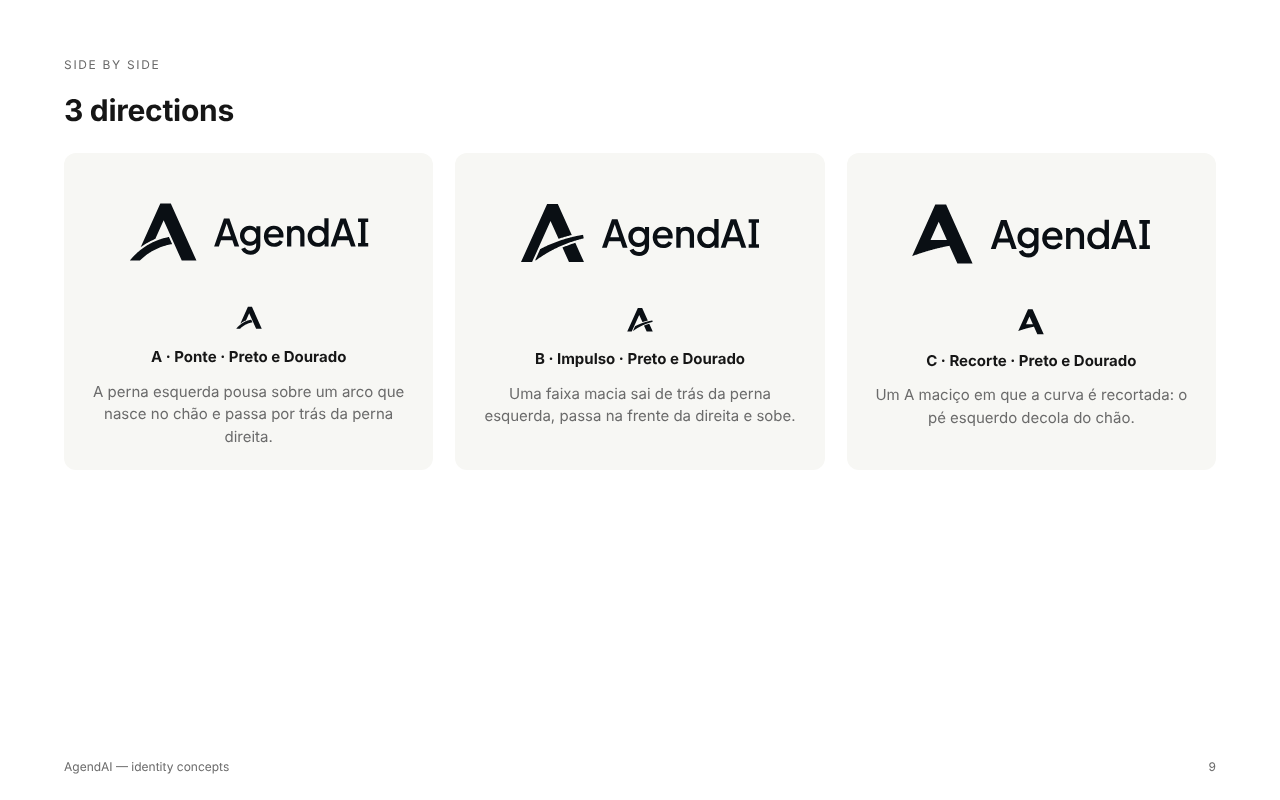 SIDE BY SIDE
3 directions
AgendAI
A · Ponte · Preto e Dourado
A perna esquerda pousa sobre um arco que
nasce no chão e passa por trás da perna
direita.
AgendAI
B · Impulso · Preto e Dourado
Uma faixa macia sai de trás da perna
esquerda, passa na frente da direita e sobe.
AgendAI
C · Recorte · Preto e Dourado
Um A maciço em que a curva é recortada: o
pé esquerdo decola do chão.
AgendAI — identity concepts
9